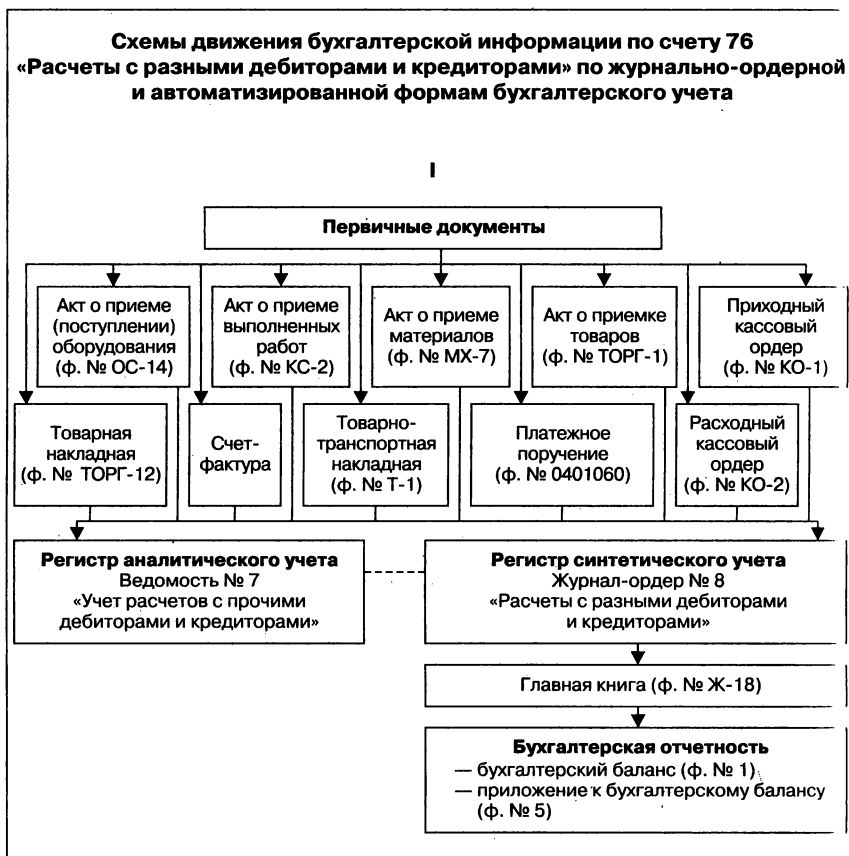 Схемы движения бухгалтерской информации по счету 76
«Расчеты с разными дебиторами и кредиторами» по журнально-ордерной
и автоматизированной формам бухгалтерского учета
I
Первичные документы
Акт о приеме
(поступлении)
оборудования
(ф. № ОС-14)
Акт о приеме
выполненных
работ
(ф. № КС-2)
Акт о приеме
материалов
(ф. № МХ-7)
Акт о приемке
товаров
(ф. № ТОРГ-1)
Приходный
кассовый
ордер
(ф. № КО-1)
Товарная
накладная
(ф. № ТОРГ-12)
Счет-
фактура
Товарно-
транспортная
накладная
(ф. № Т-1)
Платежное
поручение
(ф. № 0401060)
Расходный
кассовый
ордер
(ф. № КО-2)
Регистр аналитического учета
Ведомость № 7
«Учет расчетов с прочими
дебиторами и кредиторами»
Регистр синтетического учета
Журнал-ордер № 8
«Расчеты с разными дебиторами
и кредиторами»
Главная книга (ф. № Ж-18)
Бухгалтерская отчетность
— бухгалтерский баланс (ф. № 1)
— приложение к бухгалтерскому балансу
(ф. № 5)